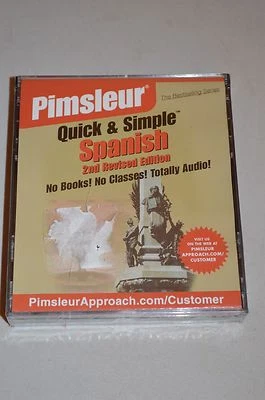 Pimsleur®
The Bestselling Series
Quick & Simple™
Spanish
2nd Revised Edition
No Books! No Classes! Totally Audio!
VISIT US
ON THE WEB AT
PIMSLEUR
APPROACH.COM/
CUSTOMER
PimsleurApproach.com/Customer